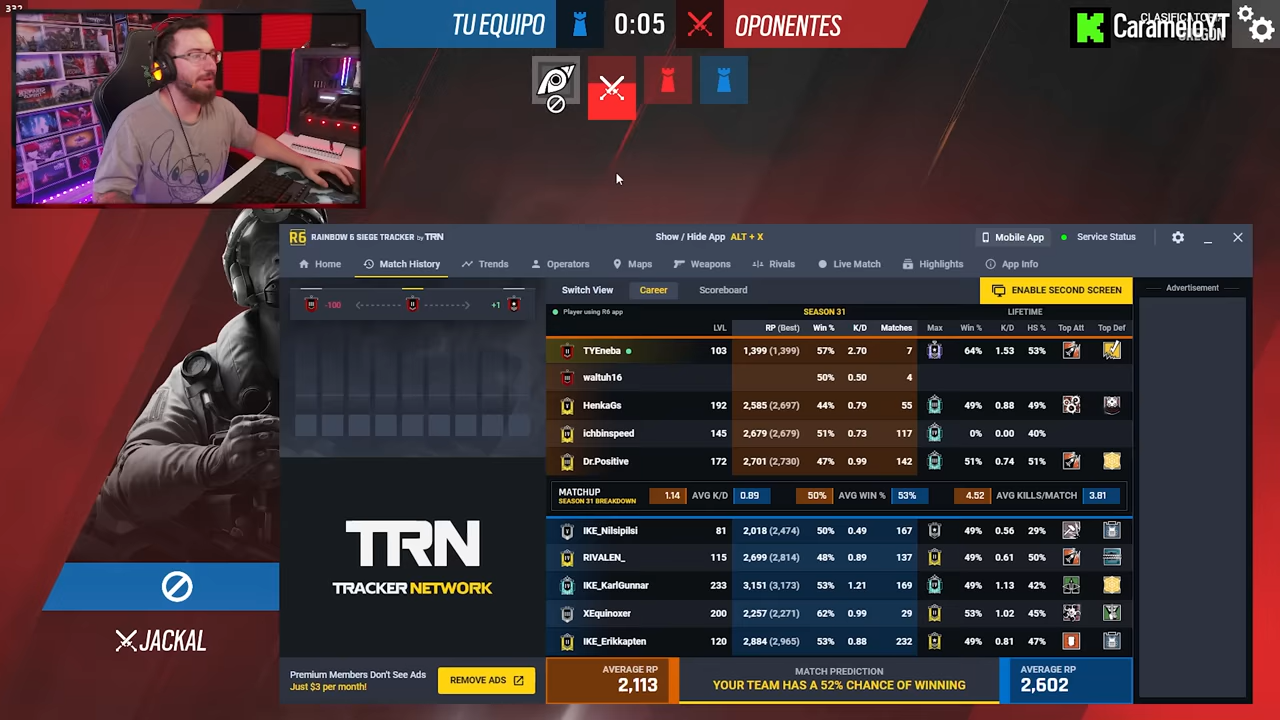 332
TU EQUIPO 0:05 OPONENTES
CarameloYT
R6 RAINBOW 6 SIEGE TRACKER by TRN
Show / Hide App ALT + X
Mobile App
Service Status
Home
Match History
Trends
Operators
Maps
Weapons
Rivals
Live Match
Highlights
App Info
-100
+1
Switch View
Career
Scoreboard
ENABLE SECOND SCREEN
Advertisement
Player using R6 app
SEASON 31
LIFETIME
LVL RP (Best) Win % K/D Matches Max Win % K/D HS % Top Att Top Def
TYEneba 103 1,399 (1,399) 57% 2.70 7 64% 1.53 53%
waltuh16 50% 0.50 4
HenkaGs 192 2,585 (2,697) 44% 0.79 55 49% 0.88 49%
ichbinspeed 145 2,679 (2,679) 51% 0.73 117 0% 0.00 40%
Dr.Positive 172 2,701 (2,730) 47% 0.99 142 51% 0.74 51%
MATCHUP
SEASON 31 BREAKDOWN
1.14 AVG K/D 0.89 50% AVG WIN % 53% 4.52 AVG KILLS/MATCH 3.81
IKE_Nilsipilsi 81 2,018 (2,474) 50% 0.49 167 49% 0.56 29%
RIVALEN_ 115 2,699 (2,814) 48% 0.89 137 49% 0.61 50%
IKE_KarlGunnar 233 3,151 (3,173) 53% 1.21 169 49% 1.13 42%
XEquinoxer 200 2,257 (2,271) 62% 0.99 29 53% 1.02 45%
IKE_Erikkapten 120 2,884 (2,965) 53% 0.88 232 49% 0.81 47%
TRN
TRACKER NETWORK
JACKAL
Premium Members Don't See Ads
Just $3 per month!
REMOVE ADS
AVERAGE RP
2,113
MATCH PREDICTION
YOUR TEAM HAS A 52% CHANCE OF WINNING
AVERAGE RP
2,602